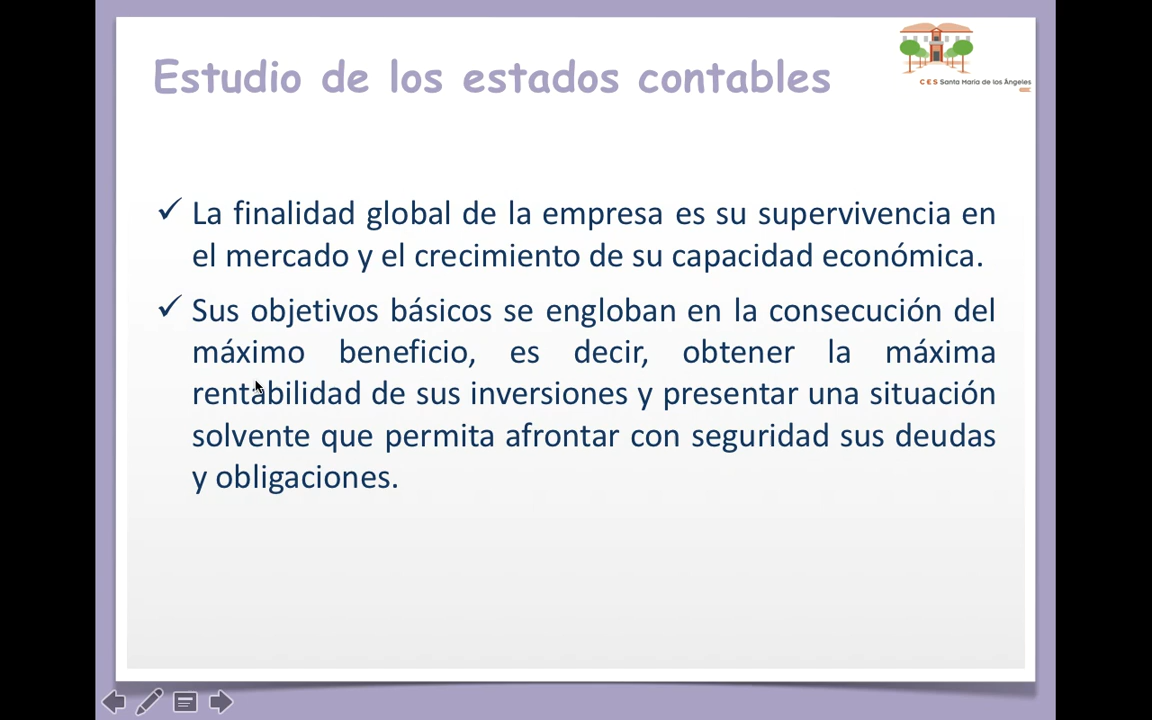 Estudio de los estados contables
C E S Santa María de los Ángeles
✓ La finalidad global de la empresa es su supervivencia en
el mercado y el crecimiento de su capacidad económica.
✓ Sus objetivos básicos se engloban en la consecución del
máximo beneficio, es decir, obtener la máxima
rentabilidad de sus inversiones y presentar una situación
solvente que permita afrontar con seguridad sus deudas
y obligaciones.